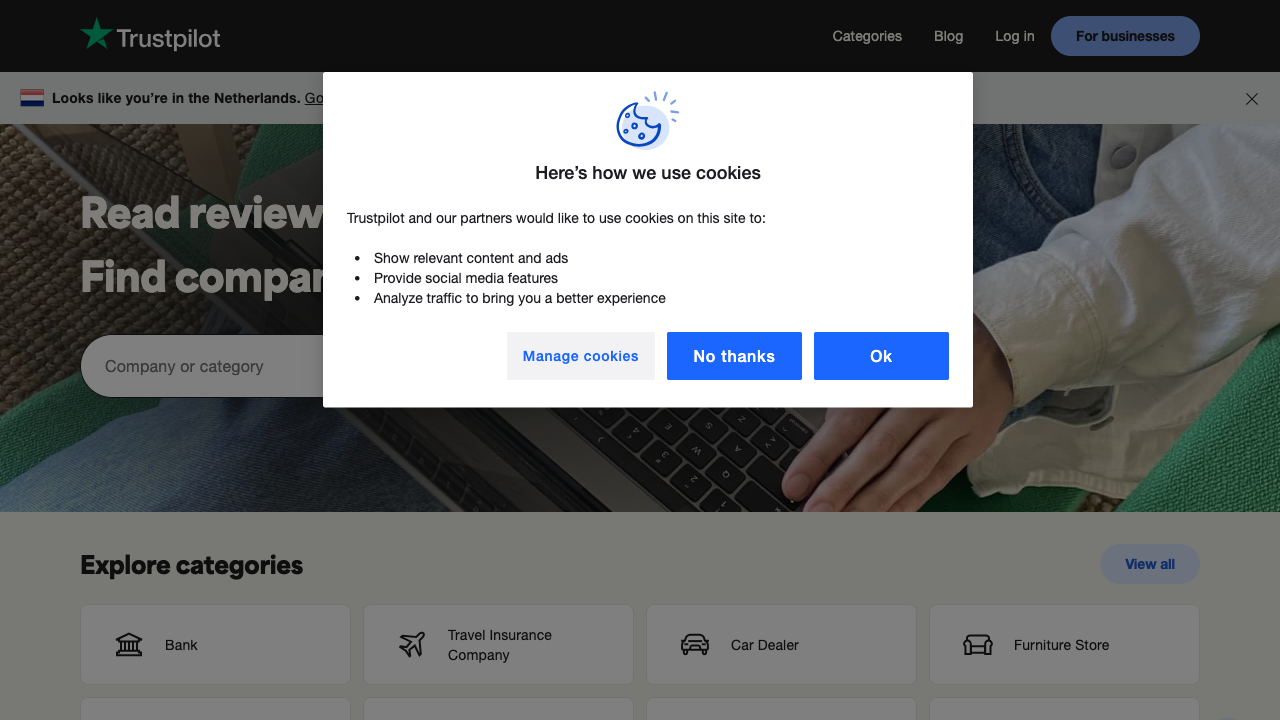 Trustpilot
Categories
Blog
Log in
For businesses
Looks like you’re in the Netherlands. Go
Here’s how we use cookies
Trustpilot and our partners would like to use cookies on this site to:
• Show relevant content and ads
• Provide social media features
• Analyze traffic to bring you a better experience
Manage cookies
No thanks
Ok
Read review
Find compan
Company or category
Explore categories
View all
Bank
Travel Insurance
Company
Car Dealer
Furniture Store